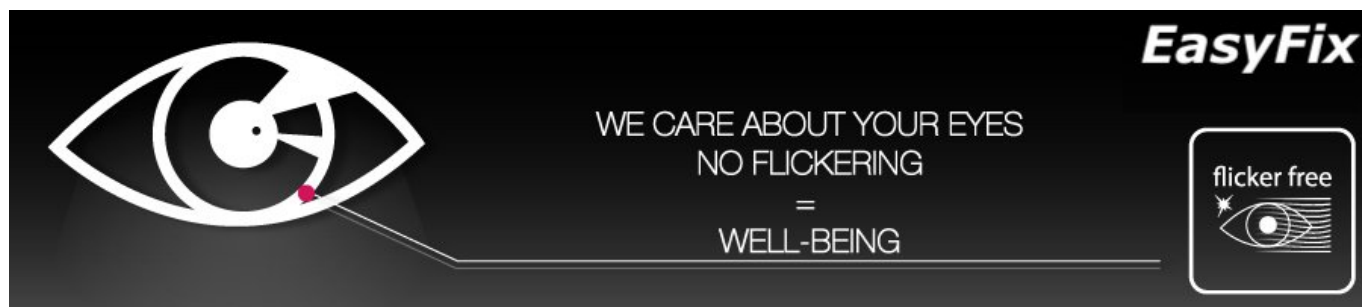 EasyFix
WE CARE ABOUT YOUR EYES
NO FLICKERING
=
WELL-BEING
flicker free